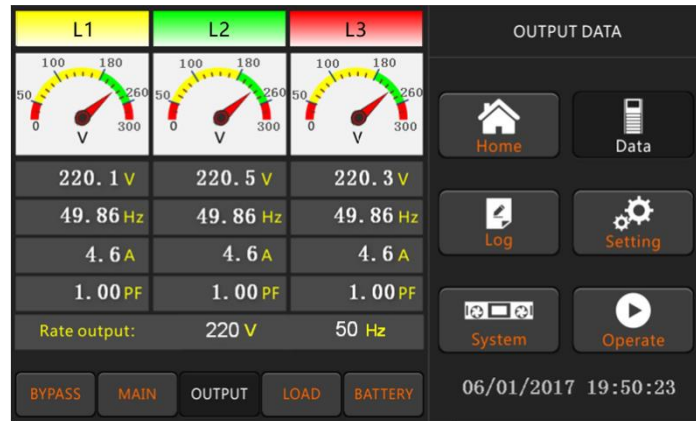 L1 L2 L3 OUTPUT DATA
100 180 100 180 100 180
50 260 50 260 50 260
0 300 0 300 0 300
V V V
Home Data
220.1 V 220.5 V 220.3 V
49.86 Hz 49.86 Hz 49.86 Hz
4.6 A 4.6 A 4.6 A
Log Setting
1.00 PF 1.00 PF 1.00 PF
Rate output: 220 V 50 Hz
System Operate
BYPASS MAIN OUTPUT LOAD BATTERY
06/01/2017 19:50:23